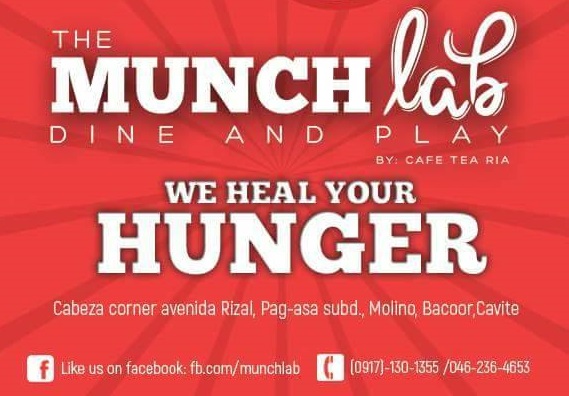 THE
MUNCH lab
DINE AND PLAY
BY: CAFE TEA RIA
WE HEAL YOUR
HUNGER
Cabeza corner avenida Rizal, Pag-asa subd., Molino, Bacoor,Cavite
f Like us on facebook: fb.com/munchlab (0917)-130-1355 /046-236-4653